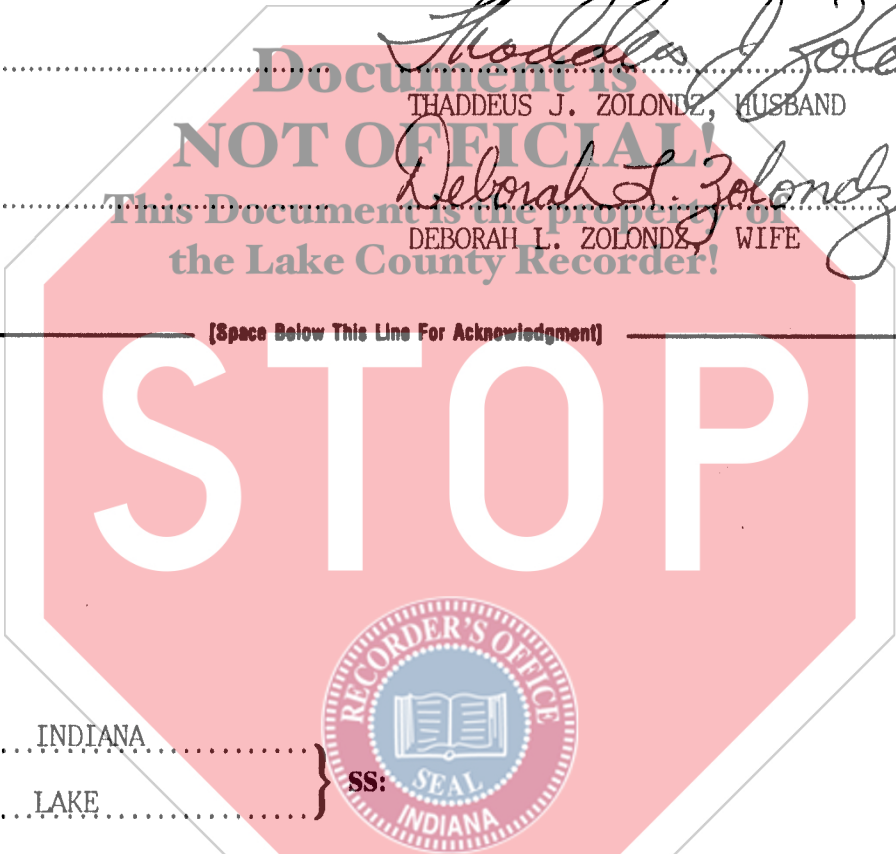 Thaddeus J Zolo
Document is
THADDEUS J. ZOLONDZ, HUSBAND
NOT OFFICIAL!
Deborah L. Zolondz
This Document is the property of
DEBORAH L. ZOLONDZ, WIFE
the Lake County Recorder!
[Space Below This Line For Acknowledgment]
STOP
RECORDER'S OFFICE
INDIANA
SS:
SEAL
LAKE
INDIANA